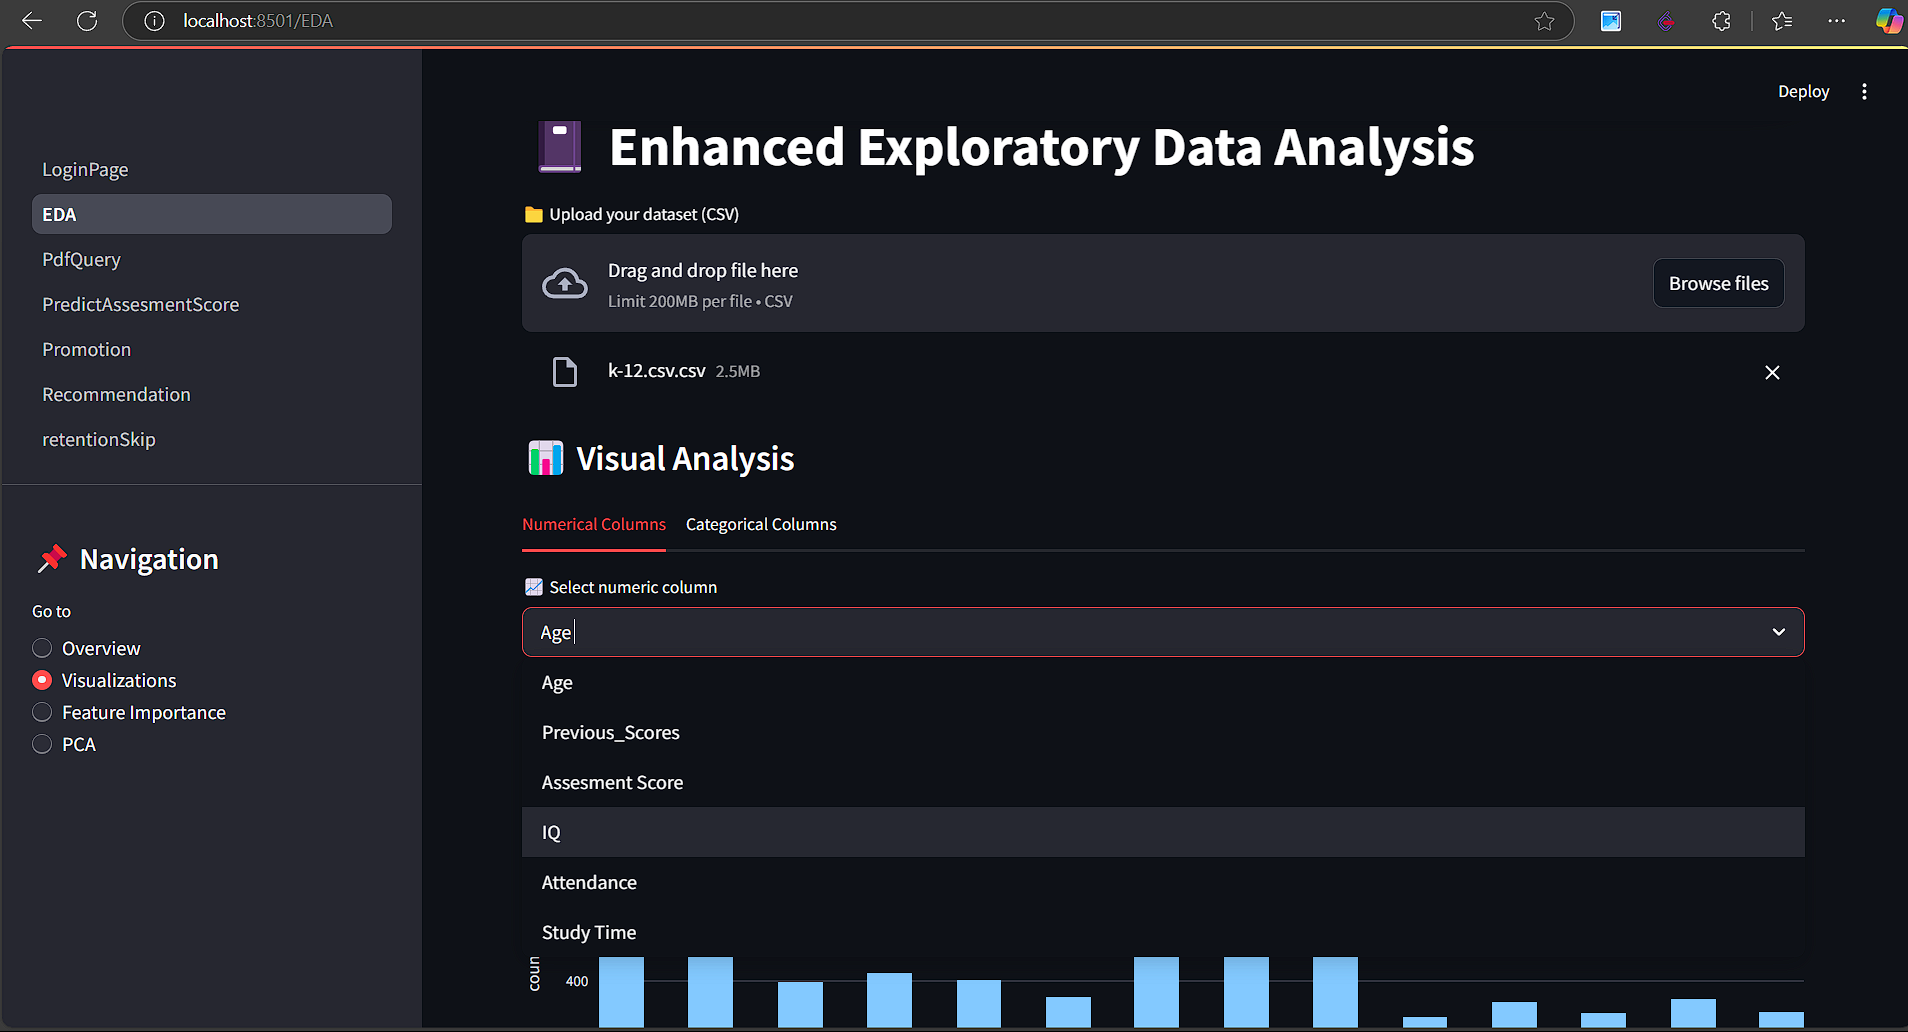 localhost:8501/EDA
Deploy
LoginPage
EDA
PdfQuery
PredictAssesmentScore
Promotion
Recommendation
retentionSkip
Navigation
Go to
Overview
Visualizations
Feature Importance
PCA
Enhanced Exploratory Data Analysis
Upload your dataset (CSV)
Drag and drop file here
Limit 200MB per file • CSV
Browse files
k-12.csv.csv 2.5MB
Visual Analysis
Numerical Columns Categorical Columns
Select numeric column
Age
Age
Previous_Scores
Assesment Score
IQ
Attendance
Study Time
coun
400